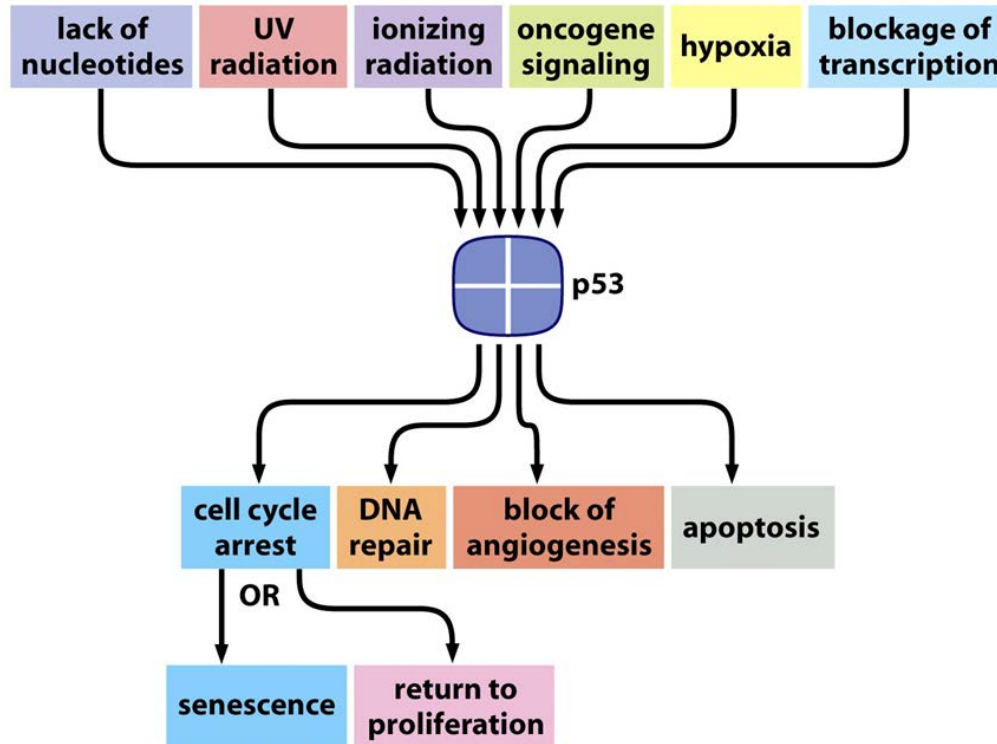 lack of
nucleotides
UV
radiation
ionizing
radiation
oncogene
signaling
hypoxia
blockage of
transcription
p53
cell cycle
arrest
DNA
repair
block of
angiogenesis
apoptosis
OR
senescence
return to
proliferation